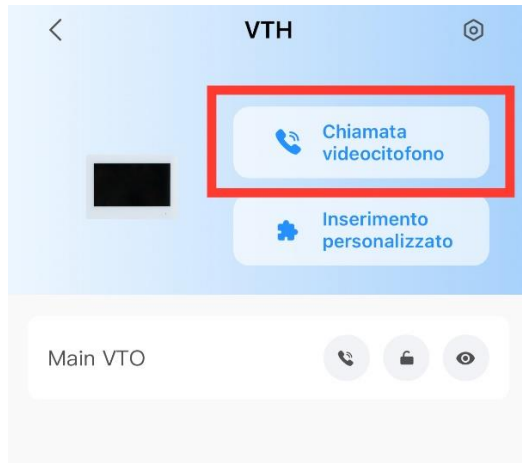 VTH
Chiamata
videocitofono
Inserimento
personalizzato
Main VTO